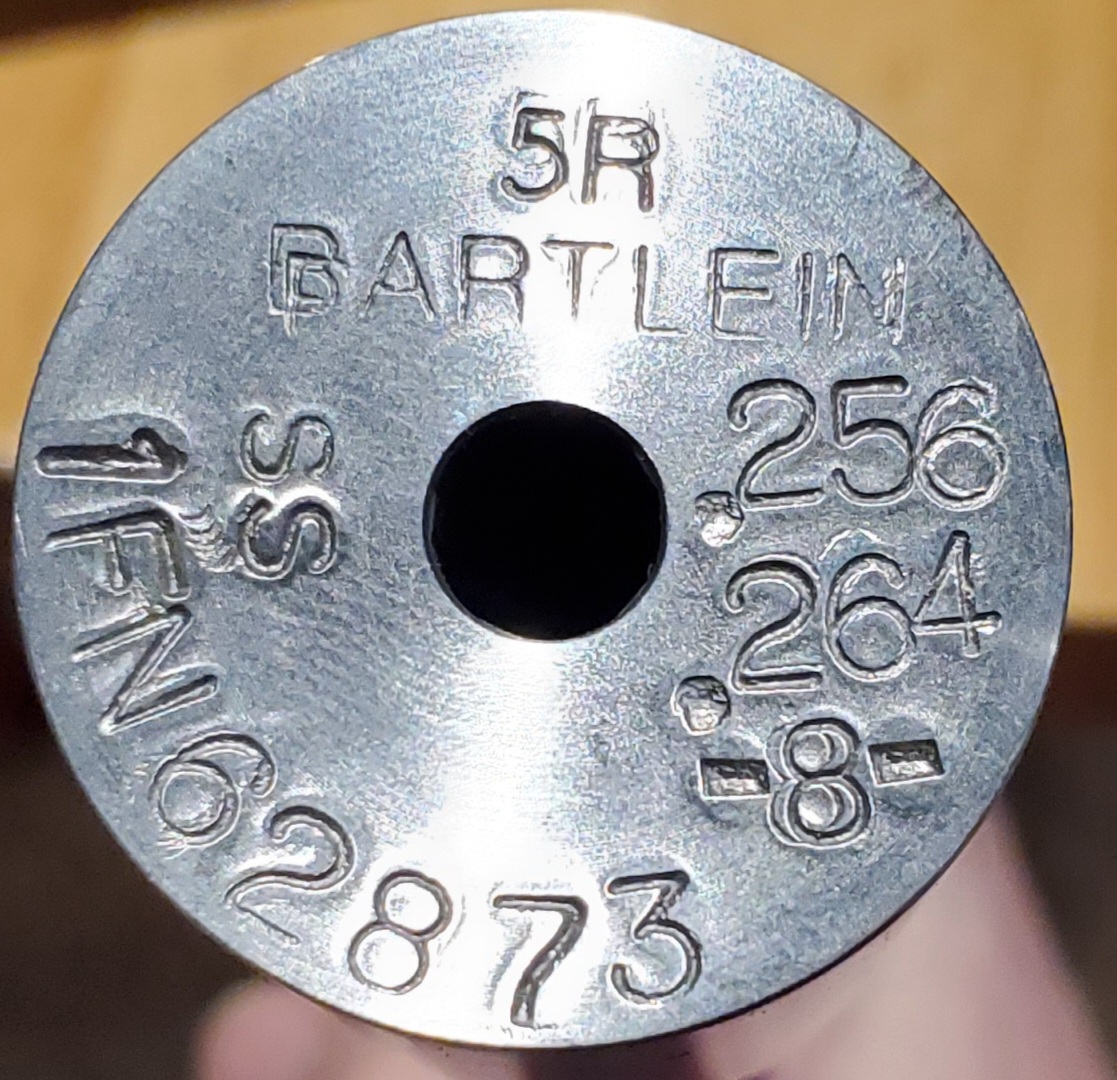 5R
BARTLEIN
SS
.256
.264
-8-
1FN62873